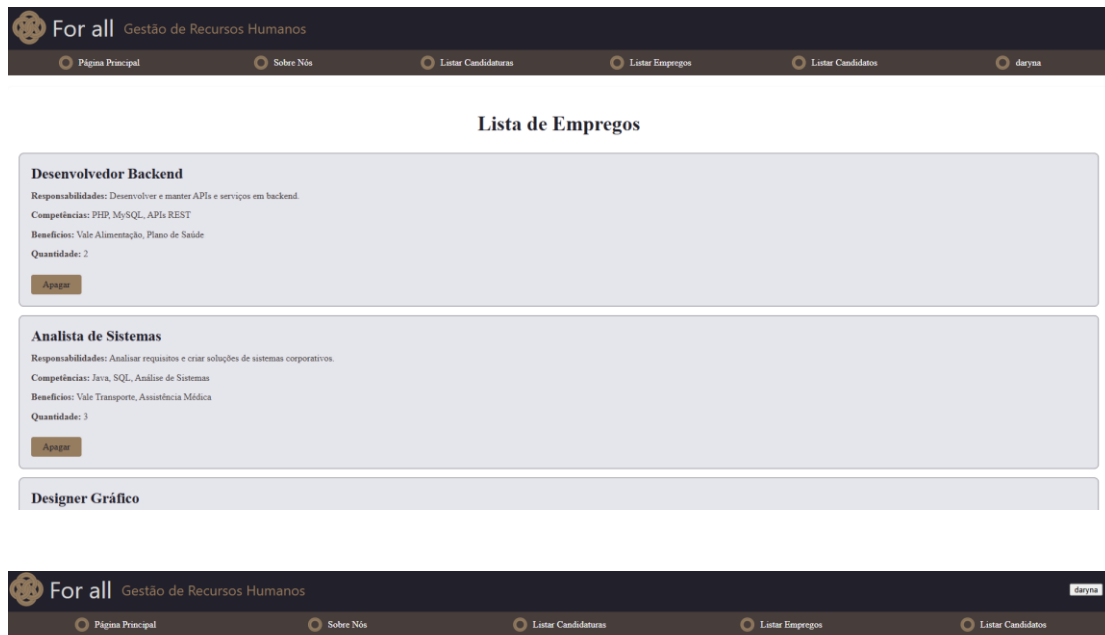 For all Gestão de Recursos Humanos
Página Principal Sobre Nós Listar Candidaturas Listar Empregos Listar Candidatos daryna
Lista de Empregos
Desenvolvedor Backend
Responsabilidades: Desenvolver e manter APIs e serviços em backend.
Competências: PHP, MySQL, APIs REST
Benefícios: Vale Alimentação, Plano de Saúde
Quantidade: 2
Apagar
Analista de Sistemas
Responsabilidades: Analisar requisitos e criar soluções de sistemas corporativos.
Competências: Java, SQL, Análise de Sistemas
Benefícios: Vale Transporte, Assistência Médica
Quantidade: 3
Apagar
Designer Gráfico
For all Gestão de Recursos Humanos daryna
Página Principal Sobre Nós Listar Candidaturas Listar Empregos Listar Candidatos